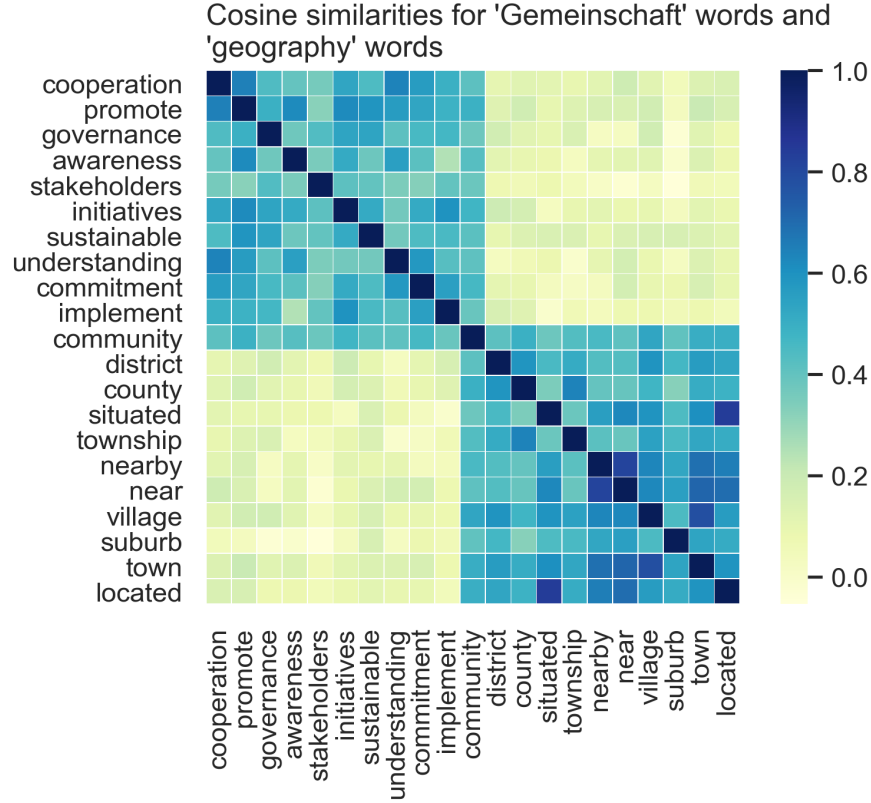 Cosine similarities for 'Gemeinschaft' words and
'geography' words
cooperation
promote
governance
awareness
stakeholders
initiatives
sustainable
understanding
commitment
implement
community
district
county
situated
township
nearby
near
village
suburb
town
located
1.0
0.8
0.6
0.4
0.2
0.0
cooperation
promote
governance
awareness
stakeholders
initiatives
sustainable
understanding
commitment
implement
community
district
county
situated
township
nearby
near
village
suburb
town
located